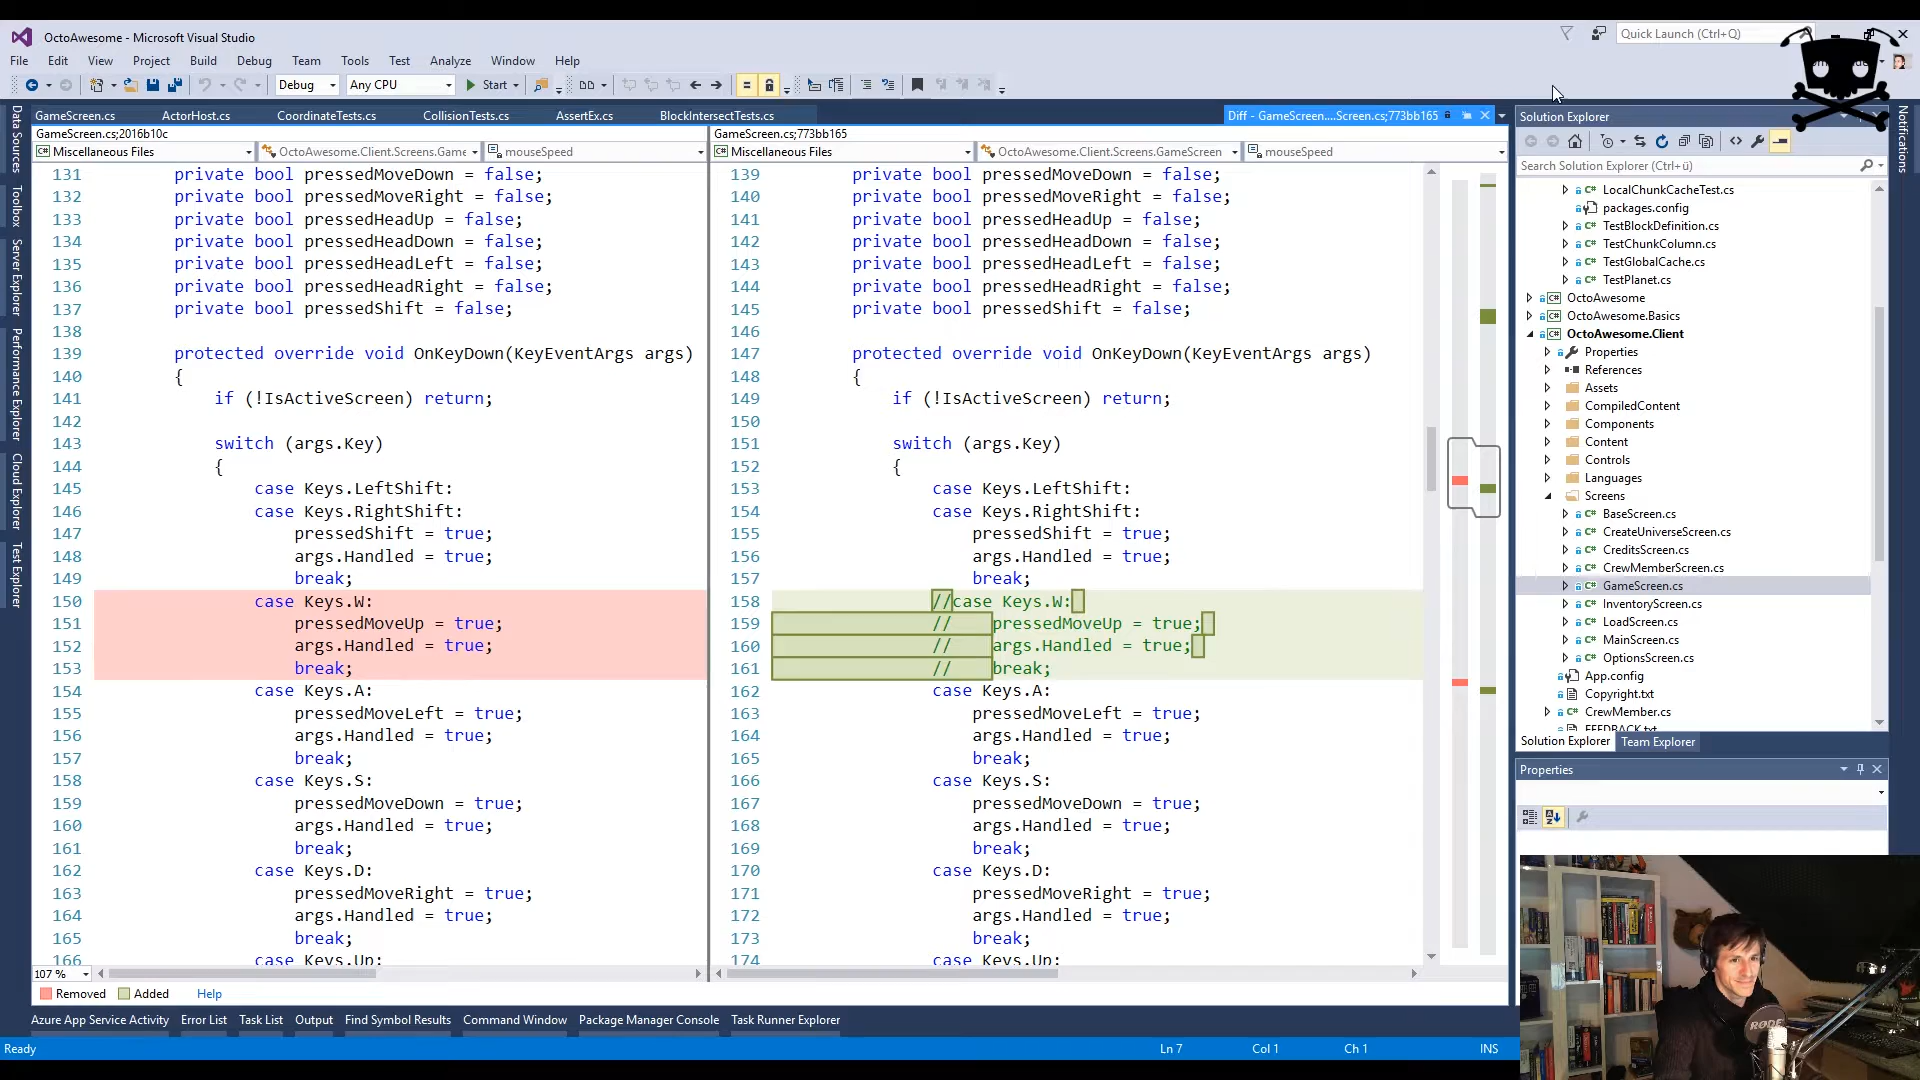 OctoAwesome - Microsoft Visual Studio
Quick Launch (Ctrl+Q)
File Edit View Project Build Debug Team Tools Test Analyze Window Help
Debug Any CPU Start
GameScreen.cs ActorHost.cs CoordinateTests.cs CollisionTests.cs AssertEx.cs BlockIntersectTests.cs Diff - GameScreen....Screen.cs;773bb165
GameScreen.cs;2016b10c
Miscellaneous Files OctoAwesome.Client.Screens.Game mouseSpeed
131 private bool pressedMoveDown = false;
132 private bool pressedMoveRight = false;
133 private bool pressedHeadUp = false;
134 private bool pressedHeadDown = false;
135 private bool pressedHeadLeft = false;
136 private bool pressedHeadRight = false;
137 private bool pressedShift = false;
138
139 protected override void OnKeyDown(KeyEventArgs args)
140 {
141 if (!IsActiveScreen) return;
142
143 switch (args.Key)
144 {
145 case Keys.LeftShift:
146 case Keys.RightShift:
147 pressedShift = true;
148 args.Handled = true;
149 break;
150 case Keys.W:
151 pressedMoveUp = true;
152 args.Handled = true;
153 break;
154 case Keys.A:
155 pressedMoveLeft = true;
156 args.Handled = true;
157 break;
158 case Keys.S:
159 pressedMoveDown = true;
160 args.Handled = true;
161 break;
162 case Keys.D:
163 pressedMoveRight = true;
164 args.Handled = true;
165 break;
166 case Keys.Up:
107 %
Removed Added Help
GameScreen.cs;773bb165
Miscellaneous Files OctoAwesome.Client.Screens.GameScreen mouseSpeed
139 private bool pressedMoveDown = false;
140 private bool pressedMoveRight = false;
141 private bool pressedHeadUp = false;
142 private bool pressedHeadDown = false;
143 private bool pressedHeadLeft = false;
144 private bool pressedHeadRight = false;
145 private bool pressedShift = false;
146
147 protected override void OnKeyDown(KeyEventArgs args)
148 {
149 if (!IsActiveScreen) return;
150
151 switch (args.Key)
152 {
153 case Keys.LeftShift:
154 case Keys.RightShift:
155 pressedShift = true;
156 args.Handled = true;
157 break;
158 //case Keys.W:
159 // pressedMoveUp = true;
160 // args.Handled = true;
161 // break;
162 case Keys.A:
163 pressedMoveLeft = true;
164 args.Handled = true;
165 break;
166 case Keys.S:
167 pressedMoveDown = true;
168 args.Handled = true;
169 break;
170 case Keys.D:
171 pressedMoveRight = true;
172 args.Handled = true;
173 break;
174 case Keys.Up:
Data Sources
Toolbox
Server Explorer
Performance Explorer
Cloud Explorer
Test Explorer
Notifications
Solution Explorer
Search Solution Explorer (Ctrl+ü)
LocalChunkCacheTest.cs
packages.config
TestBlockDefinition.cs
TestChunkColumn.cs
TestGlobalCache.cs
TestPlanet.cs
OctoAwesome
OctoAwesome.Basics
OctoAwesome.Client
Properties
References
Assets
CompiledContent
Components
Content
Controls
Languages
Screens
BaseScreen.cs
CreateUniverseScreen.cs
CreditsScreen.cs
CrewMemberScreen.cs
GameScreen.cs
InventoryScreen.cs
LoadScreen.cs
MainScreen.cs
OptionsScreen.cs
App.config
Copyright.txt
CrewMember.cs
FEEDBACK.txt
Solution Explorer Team Explorer
Properties
Azure App Service Activity Error List Task List Output Find Symbol Results Command Window Package Manager Console Task Runner Explorer
Ready Ln 7 Col 1 Ch 1 INS
RØDE